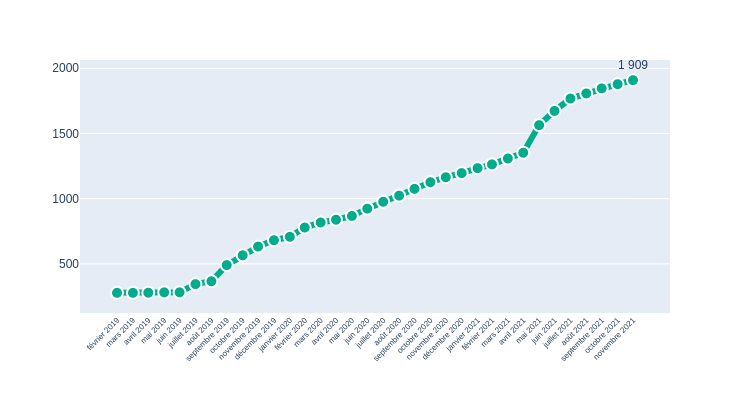 1 909
2000
1500
1000
500
février 2019
mars 2019
avril 2019
mai 2019
juin 2019
juillet 2019
août 2019
septembre 2019
octobre 2019
novembre 2019
décembre 2019
janvier 2020
février 2020
mars 2020
avril 2020
mai 2020
juin 2020
juillet 2020
août 2020
septembre 2020
octobre 2020
novembre 2020
décembre 2020
janvier 2021
février 2021
mars 2021
avril 2021
mai 2021
juin 2021
juillet 2021
août 2021
septembre 2021
octobre 2021
novembre 2021